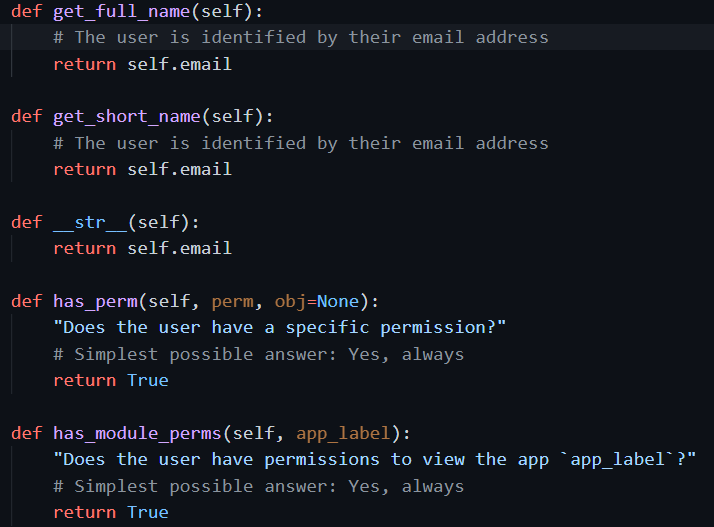 def get_full_name(self):
    # The user is identified by their email address
    return self.email
def get_short_name(self):
    # The user is identified by their email address
    return self.email
def __str__(self):
    return self.email
def has_perm(self, perm, obj=None):
    "Does the user have a specific permission?"
    # Simplest possible answer: Yes, always
    return True
def has_module_perms(self, app_label):
    "Does the user have permissions to view the app `app_label`?"
    # Simplest possible answer: Yes, always
    return True